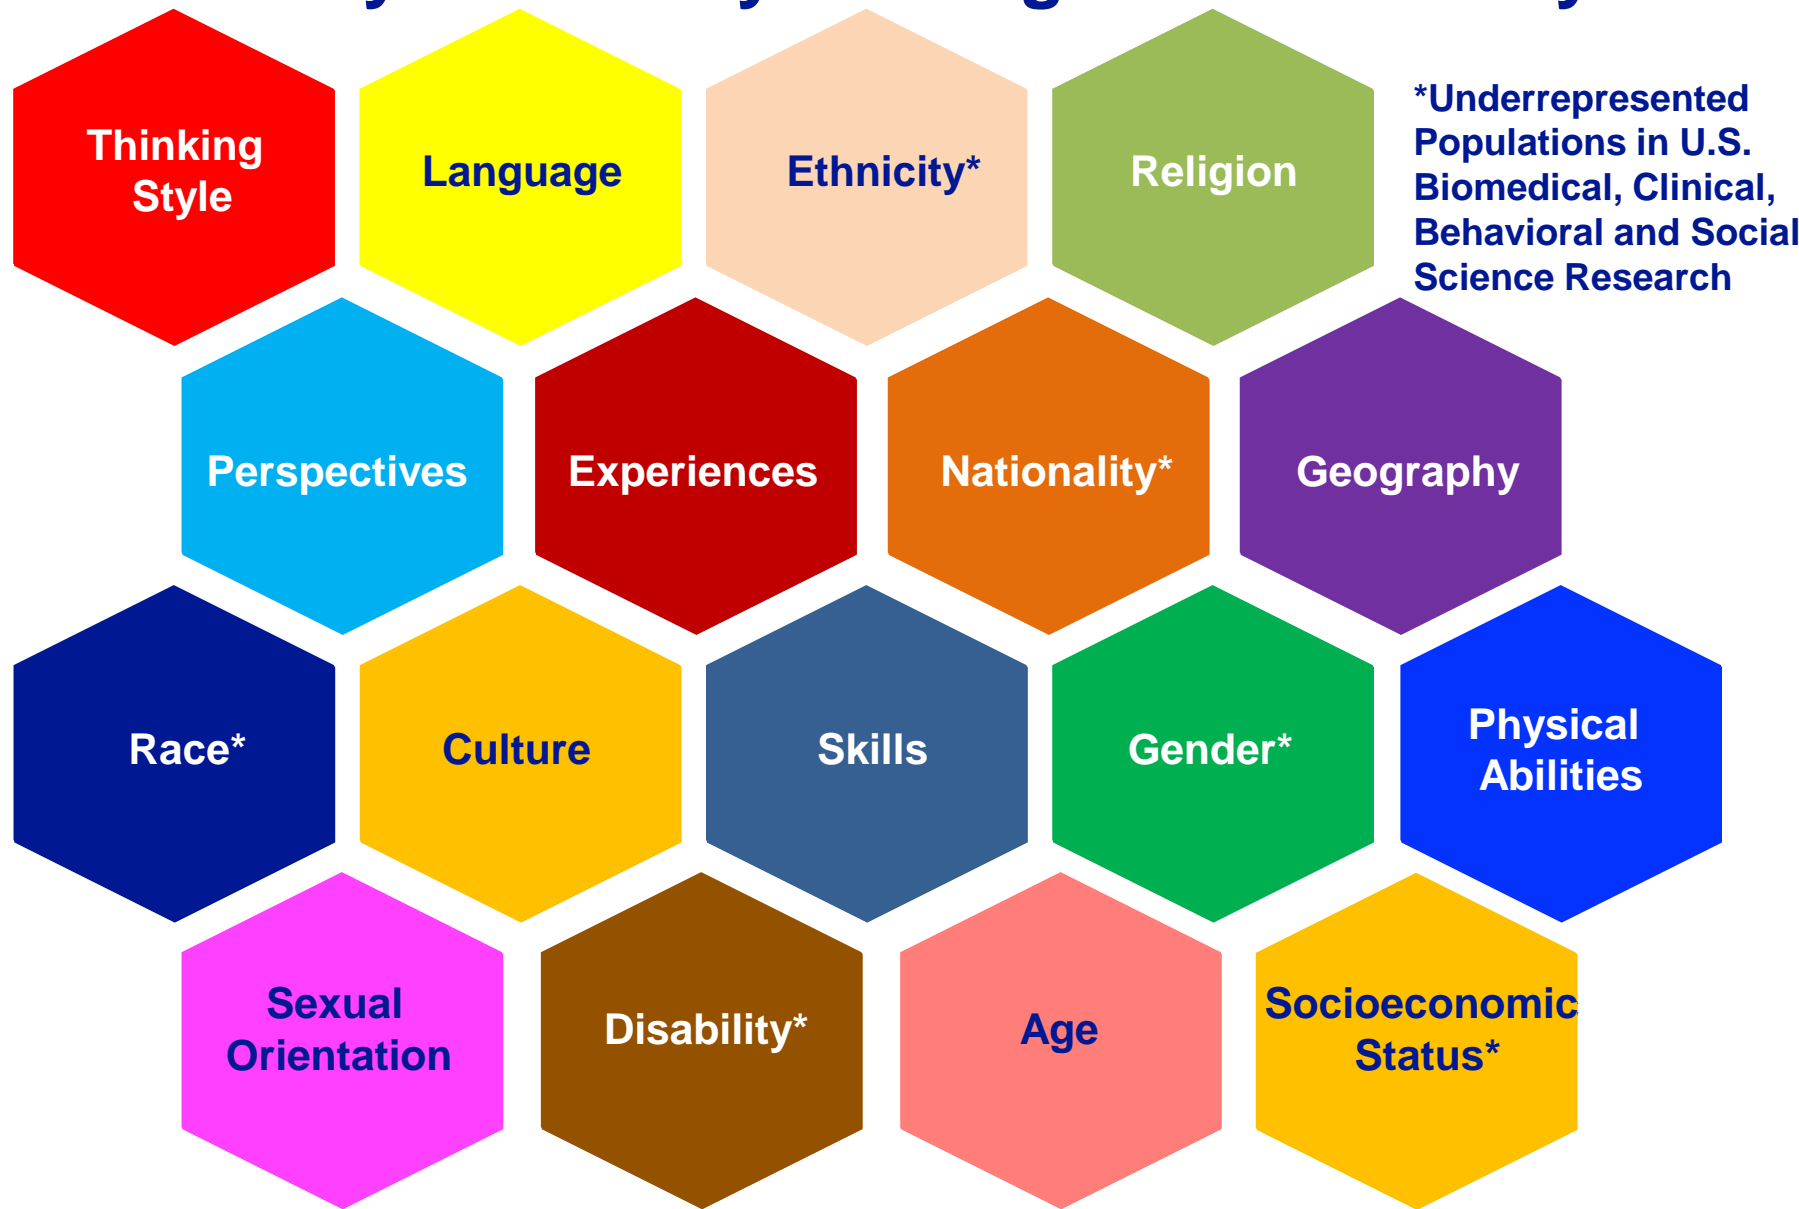 Thinking
Style
Language
Ethnicity*
Religion
*Underrepresented
Populations in U.S.
Biomedical, Clinical,
Behavioral and Social
Science Research
Perspectives
Experiences
Nationality*
Geography
Race*
Culture
Skills
Gender*
Physical
Abilities
Sexual
Orientation
Disability*
Age
Socioeconomic
Status*